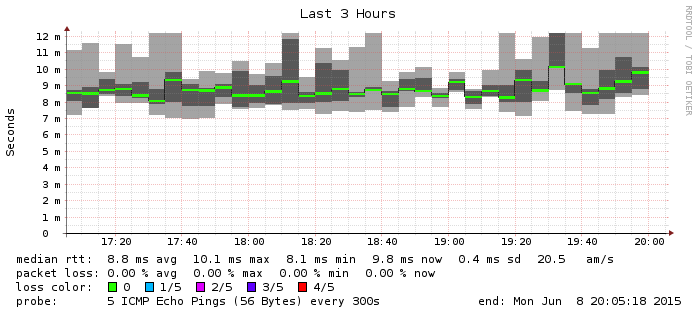 Last 3 Hours
RRDTOOL / TOBI OETIKER
Seconds
12 m
11 m
10 m
9 m
8 m
7 m
6 m
5 m
4 m
3 m
2 m
1 m
0
17:20 17:40 18:00 18:20 18:40 19:00 19:20 19:40 20:00
median rtt: 8.8 ms avg 10.1 ms max 8.1 ms min 9.8 ms now 0.4 ms sd 20.5 am/s
packet loss: 0.00 % avg 0.00 % max 0.00 % min 0.00 % now
loss color: 0 1/5 2/5 3/5 4/5
probe: 5 ICMP Echo Pings (56 Bytes) every 300s end: Mon Jun 8 20:05:18 2015